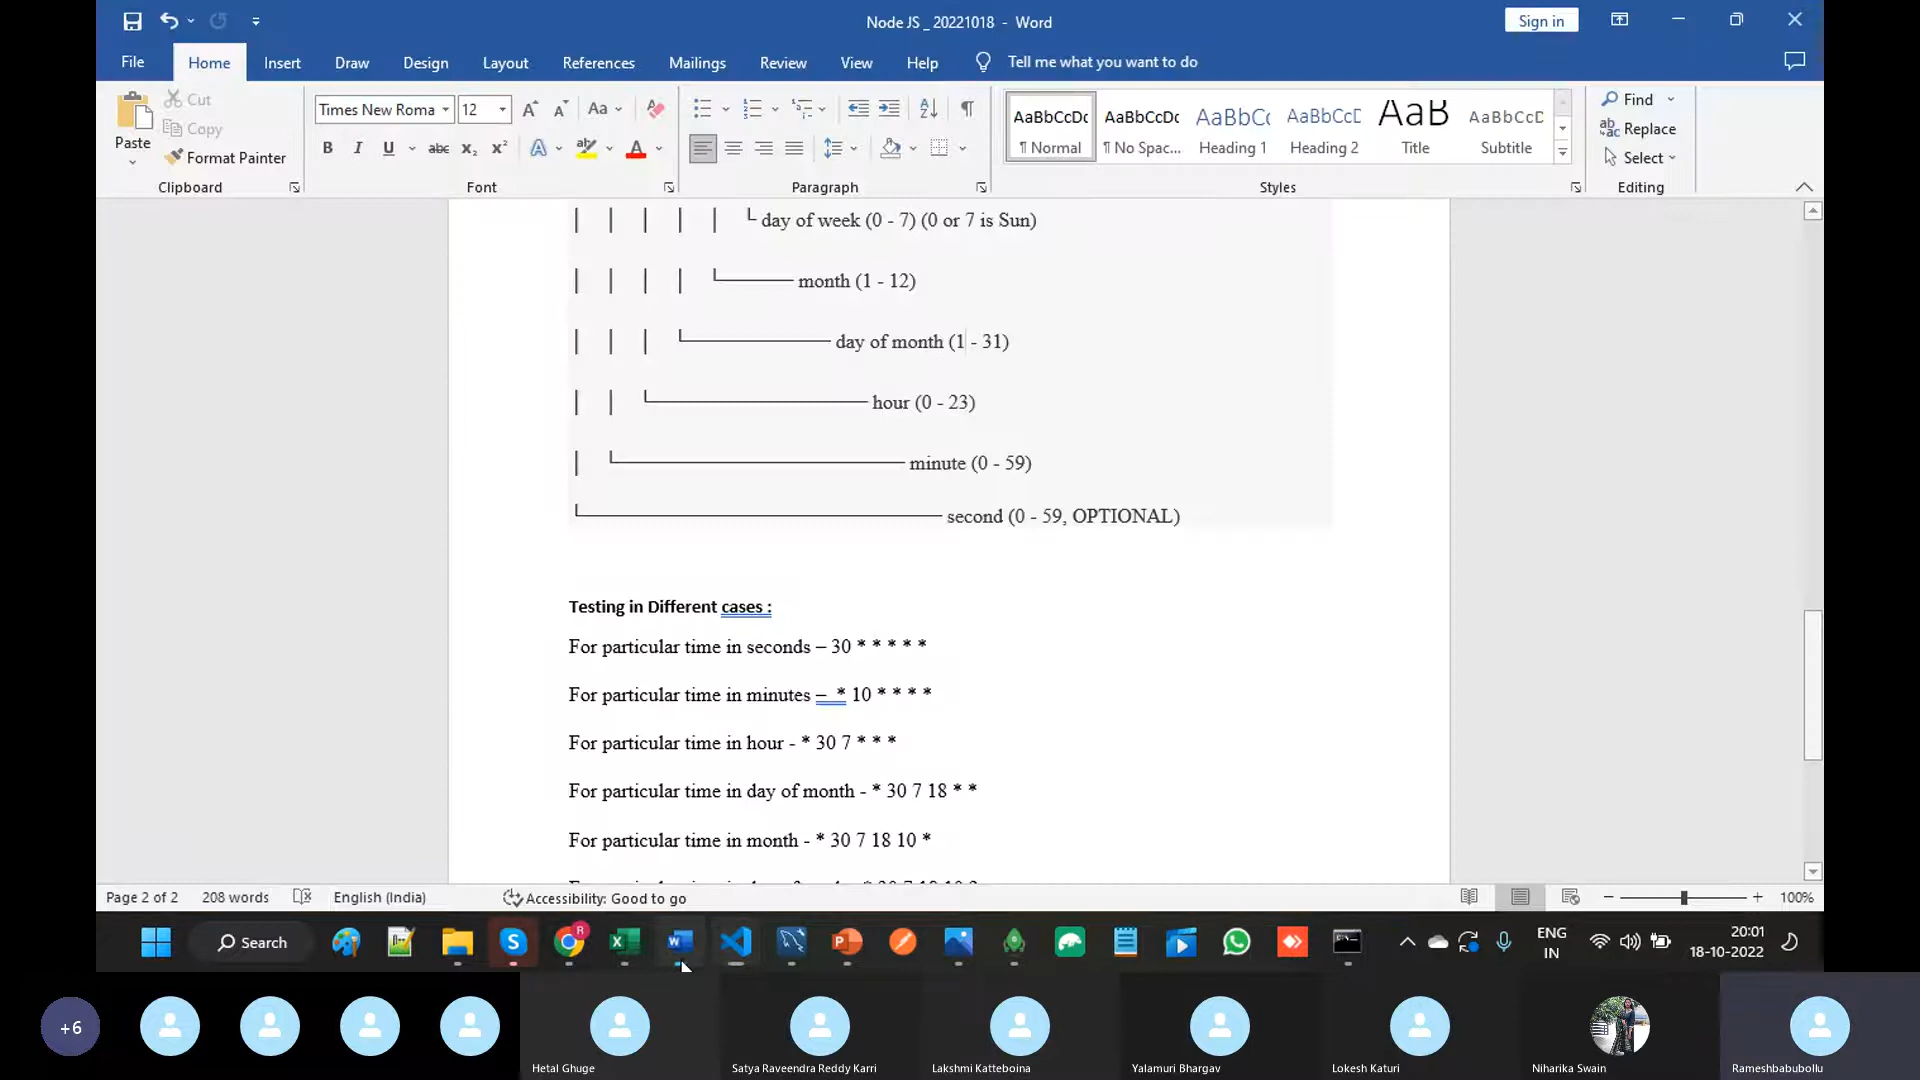 Node JS _ 20221018 - Word
Sign in
File Home Insert Draw Design Layout References Mailings Review View Help Tell me what you want to do
Paste
Cut
Copy
Format Painter
Clipboard
Times New Roma 12
Font
Paragraph
AaBbCcDc AaBbCcDc AaBbCc AaBbCcD AaB AaBbCcD
¶ Normal ¶ No Spac... Heading 1 Heading 2 Title Subtitle
Styles
Find
Replace
Select
Editing
day of week (0 - 7) (0 or 7 is Sun)
month (1 - 12)
day of month (1 - 31)
hour (0 - 23)
minute (0 - 59)
second (0 - 59, OPTIONAL)
Testing in Different cases :
For particular time in seconds – 30 * * * * *
For particular time in minutes – * 10 * * * *
For particular time in hour - * 30 7 * * *
For particular time in day of month - * 30 7 18 * *
For particular time in month - * 30 7 18 10 *
Page 2 of 2 208 words English (India) Accessibility: Good to go 100%
Search
ENG
IN
20:01
18-10-2022
+6
Hetal Ghuge Satya Raveendra Reddy Karri Lakshmi Katteboina Yalamuri Bhargav Lokesh Katuri Niharika Swain Rameshbabubollu